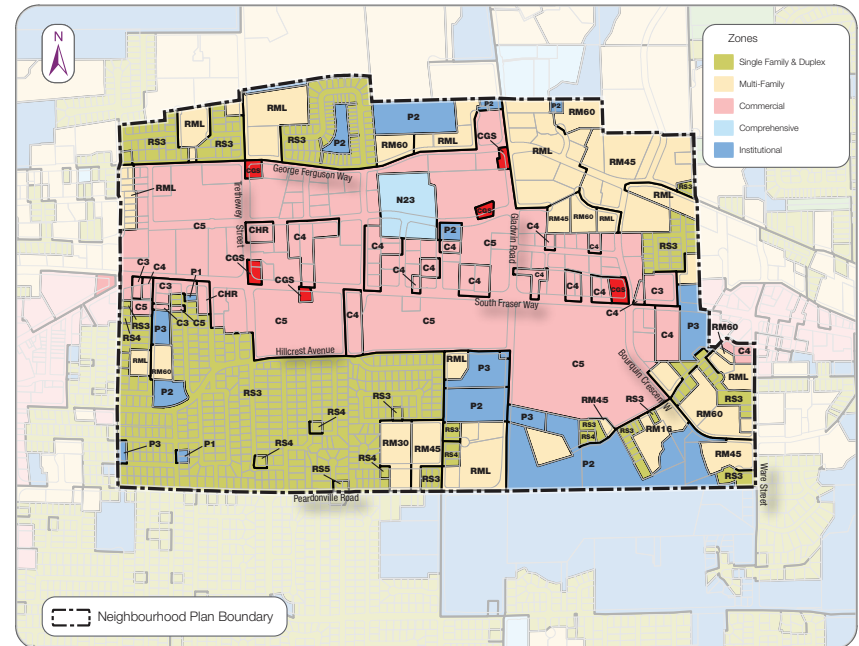 N
Zones
Single Family & Duplex
Multi-Family
Commercial
Comprehensive
Institutional
P2
P2
RM60
RML
RML
P2
CGS
RS3
RS3
RS3
P2
RM60
RML
RML
RM45
CGS
George Ferguson Way
RML
RML
RS3
N23
Tretheway Street
CGS
RM45
RM60
RML
C5
CHR
C4
P2
C4
Gladwin Road
C4
C4
C5
C4
RS3
CGS
C3
C4
P1
C4
C4
C4
C4
C4
C4
CGS
C3
CGS
C3
CHR
South Fraser Way
C4
C5
C3
C5
C5
C4
C5
RS3
P3
RS4
C4
P3
RM60
Hillcrest Avenue
C4
RML
RM60
RML
P3
C5
Bourquin Crescent W
RML
P2
RS3
RS3
P2
RM45
RS3
RS3
RS4
P3
RM60
RS3
RS3
RS3
RM16
RS4
P3
P1
RS4
RM30
RM45
RS4
RM45
RS5
RS4
RS3
RML
P2
RS3
Peardonville Road
Ware Street
Neighbourhood Plan Boundary